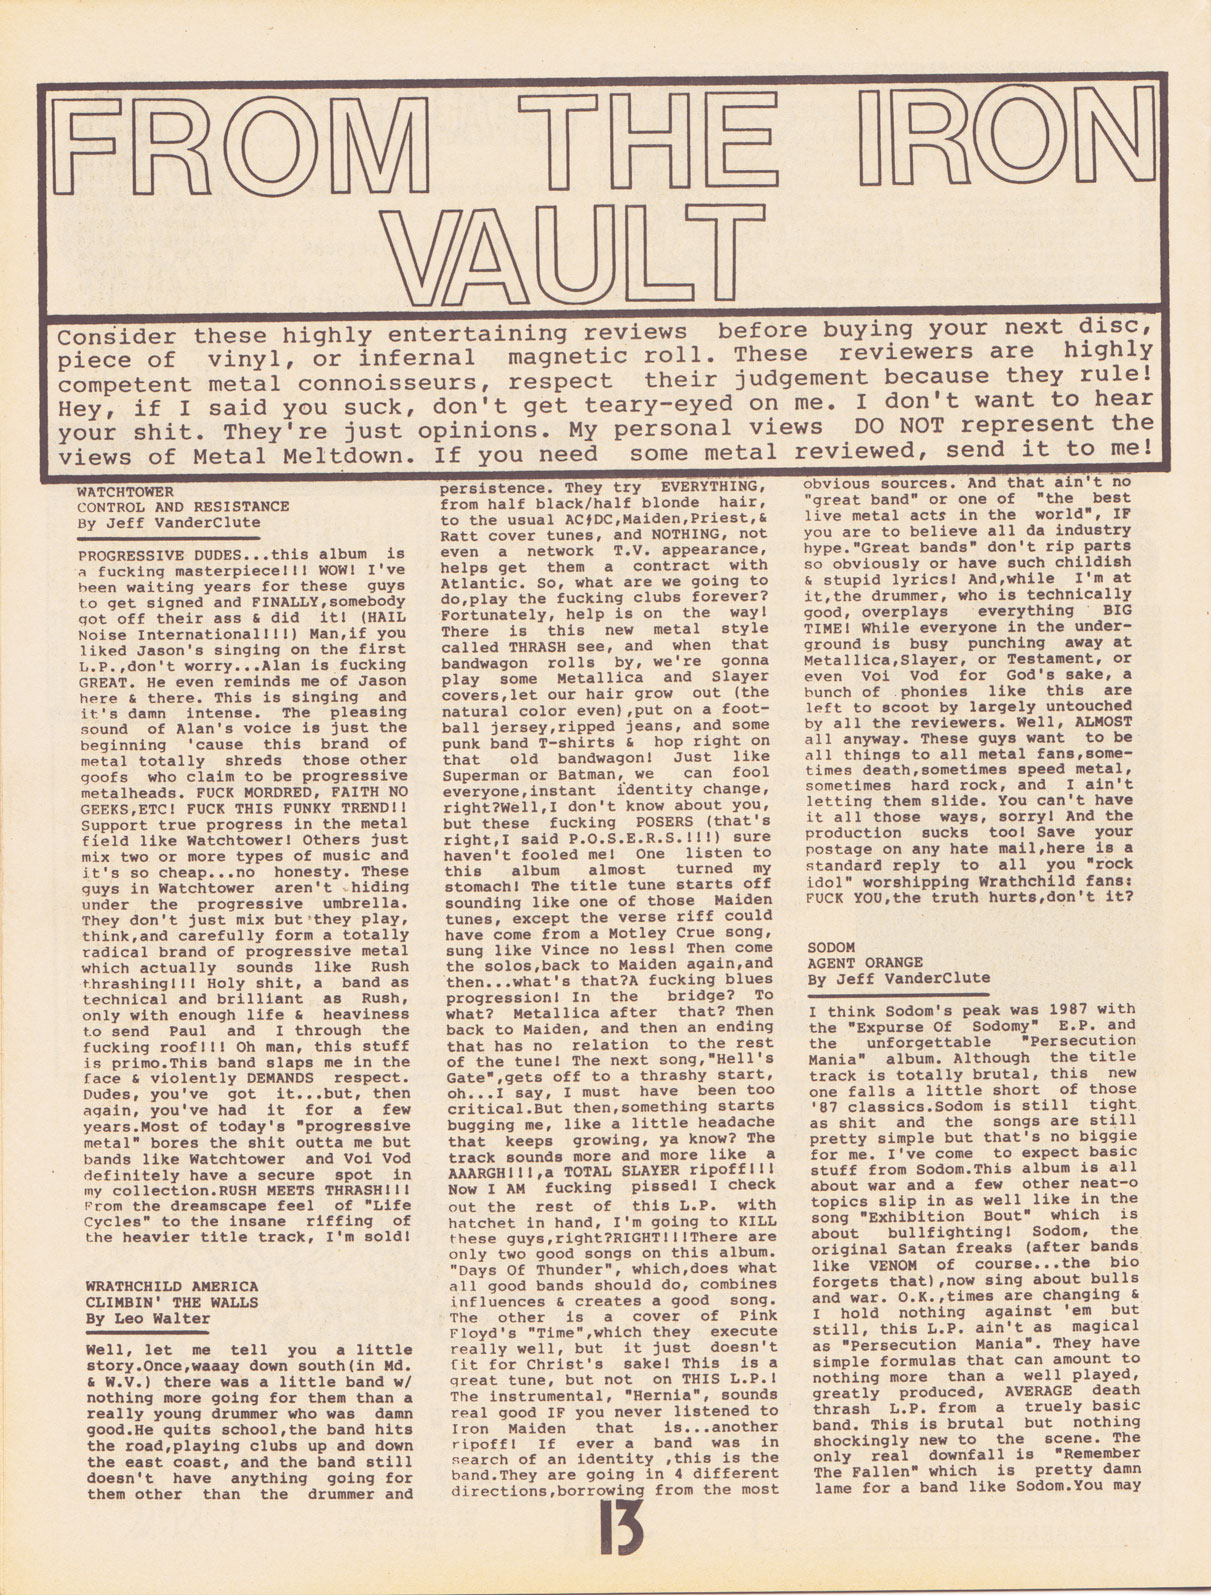 FROM THE IRON
VAULT
Consider these highly entertaining reviews before buying your next disc,
piece of vinyl, or infernal magnetic roll. These reviewers are highly
competent metal connoisseurs, respect their judgement because they rule!
Hey, if I said you suck, don't get teary-eyed on me. I don't want to hear
your shit. They're just opinions. My personal views DO NOT represent the
views of Metal Meltdown. If you need some metal reviewed, send it to me!
WATCHTOWER
CONTROL AND RESISTANCE
By Jeff VanderClute
PROGRESSIVE DUDES...this album is
a fucking masterpiece!!! WOW! I've
been waiting years for these guys
to get signed and FINALLY,somebody
got off their ass & did it! (HAIL
Noise International!!!) Man,if you
liked Jason's singing on the first
L.P.,don't worry...Alan is fucking
GREAT. He even reminds me of Jason
here & there. This is singing and
it's damn intense. The pleasing
sound of Alan's voice is just the
beginning 'cause this brand of
metal totally shreds those other
goofs who claim to be progressive
metalheads. FUCK MORDRED, FAITH NO
GEEKS,ETC! FUCK THIS FUNKY TREND!!
Support true progress in the metal
field like Watchtower! Others just
mix two or more types of music and
it's so cheap...no honesty. These
guys in Watchtower aren't hiding
under the progressive umbrella.
They don't just mix but they play,
think,and carefully form a totally
radical brand of progressive metal
which actually sounds like Rush
thrashing!!! Holy shit, a band as
technical and brilliant as Rush,
only with enough life & heaviness
to send Paul and I through the
fucking roof!!! Oh man, this stuff
is primo.This band slaps me in the
face & violently DEMANDS respect.
Dudes, you've got it...but, then
again, you've had it for a few
years.Most of today's "progressive
metal" bores the shit outta me but
bands like Watchtower and Voi Vod
definitely have a secure spot in
my collection.RUSH MEETS THRASH!!!
From the dreamscape feel of "Life
Cycles" to the insane riffing of
the heavier title track, I'm sold!
WRATHCHILD AMERICA
CLIMBIN' THE WALLS
By Leo Walter
Well, let me tell you a little
story.Once,waaay down south(in Md.
& W.V.) there was a little band w/
nothing more going for them than a
really young drummer who was damn
good.He quits school,the band hits
the road,playing clubs up and down
the east coast, and the band still
doesn't have anything going for
them other than the drummer and
persistence. They try EVERYTHING,
from half black/half blonde hair,
to the usual AC⚡DC,Maiden,Priest,&
Ratt cover tunes, and NOTHING, not
even a network T.V. appearance,
helps get them a contract with
Atlantic. So, what are we going to
do,play the fucking clubs forever?
Fortunately, help is on the way!
There is this new metal style
called THRASH see, and when that
bandwagon rolls by, we're gonna
play some Metallica and Slayer
covers,let our hair grow out (the
natural color even),put on a foot-
ball jersey,ripped jeans, and some
punk band T-shirts & hop right on
that old bandwagon! Just like
Superman or Batman, we can fool
everyone,instant identity change,
right?Well,I don't know about you,
but these fucking POSERS (that's
right,I said P.O.S.E.R.S.!!!) sure
haven't fooled me! One listen to
this album almost turned my
stomach! The title tune starts off
sounding like one of those Maiden
tunes, except the verse riff could
have come from a Motley Crue song,
sung like Vince no less! Then come
the solos,back to Maiden again,and
then...what's that?A fucking blues
progression! In the bridge? To
what? Metallica after that? Then
back to Maiden, and then an ending
that has no relation to the rest
of the tune! The next song,"Hell's
Gate",gets off to a thrashy start,
oh...I say, I must have been too
critical.But then,something starts
bugging me, like a little headache
that keeps growing, ya know? The
track sounds more and more like a
AAARGH!!!,a TOTAL SLAYER ripoff!!!
Now I AM fucking pissed! I check
out the rest of this L.P. with
hatchet in hand, I'm going to KILL
these guys,right?RIGHT!!!There are
only two good songs on this album.
"Days Of Thunder", which,does what
all good bands should do, combines
influences & creates a good song.
The other is a cover of Pink
Floyd's "Time",which they execute
really well, but it just doesn't
fit for Christ's sake! This is a
great tune, but not on THIS L.P.!
The instrumental, "Hernia", sounds
real good IF you never listened to
Iron Maiden that is...another
ripoff! If ever a band was in
search of an identity ,this is the
band.They are going in 4 different
directions,borrowing from the most
obvious sources. And that ain't no
"great band" or one of "the best
live metal acts in the world", IF
you are to believe all da industry
hype."Great bands" don't rip parts
so obviously or have such childish
& stupid lyrics! And,while I'm at
it,the drummer, who is technically
good, overplays everything BIG
TIME! While everyone in the under-
ground is busy punching away at
Metallica,Slayer, or Testament, or
even Voi Vod for God's sake, a
bunch of phonies like this are
left to scoot by largely untouched
by all the reviewers. Well, ALMOST
all anyway. These guys want to be
all things to all metal fans,some-
times death,sometimes speed metal,
sometimes hard rock, and I ain't
letting them slide. You can't have
it all those ways, sorry! And the
production sucks too! Save your
postage on any hate mail,here is a
standard reply to all you "rock
idol" worshipping Wrathchild fans:
FUCK YOU,the truth hurts,don't it?
SODOM
AGENT ORANGE
By Jeff VanderClute
I think Sodom's peak was 1987 with
the "Expurse Of Sodomy" E.P. and
the unforgettable "Persecution
Mania" album. Although the title
track is totally brutal, this new
one falls a little short of those
'87 classics.Sodom is still tight
as shit and the songs are still
pretty simple but that's no biggie
for me. I've come to expect basic
stuff from Sodom.This album is all
about war and a few other neat-o
topics slip in as well like in the
song "Exhibition Bout" which is
about bullfighting! Sodom, the
original Satan freaks (after bands
like VENOM of course...the bio
forgets that),now sing about bulls
and war. O.K.,times are changing &
I hold nothing against 'em but
still, this L.P. ain't as magical
as "Persecution Mania". They have
simple formulas that can amount to
nothing more than a well played,
greatly produced, AVERAGE death
thrash L.P. from a truely basic
band. This is brutal but nothing
shockingly new to the scene. The
only real downfall is "Remember
The Fallen" which is pretty damn
lame for a band like Sodom.You may
13